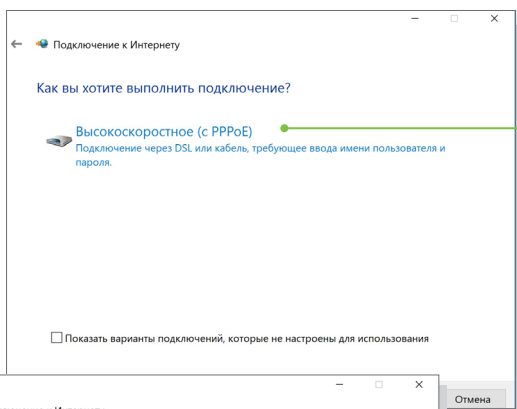 Подключение к Интернету
Как вы хотите выполнить подключение?
Высокоскоростное (с PPPoE)
Подключение через DSL или кабель, требующее ввода имени пользователя и
пароля.
Показать варианты подключений, которые не настроены для использования
Отмена